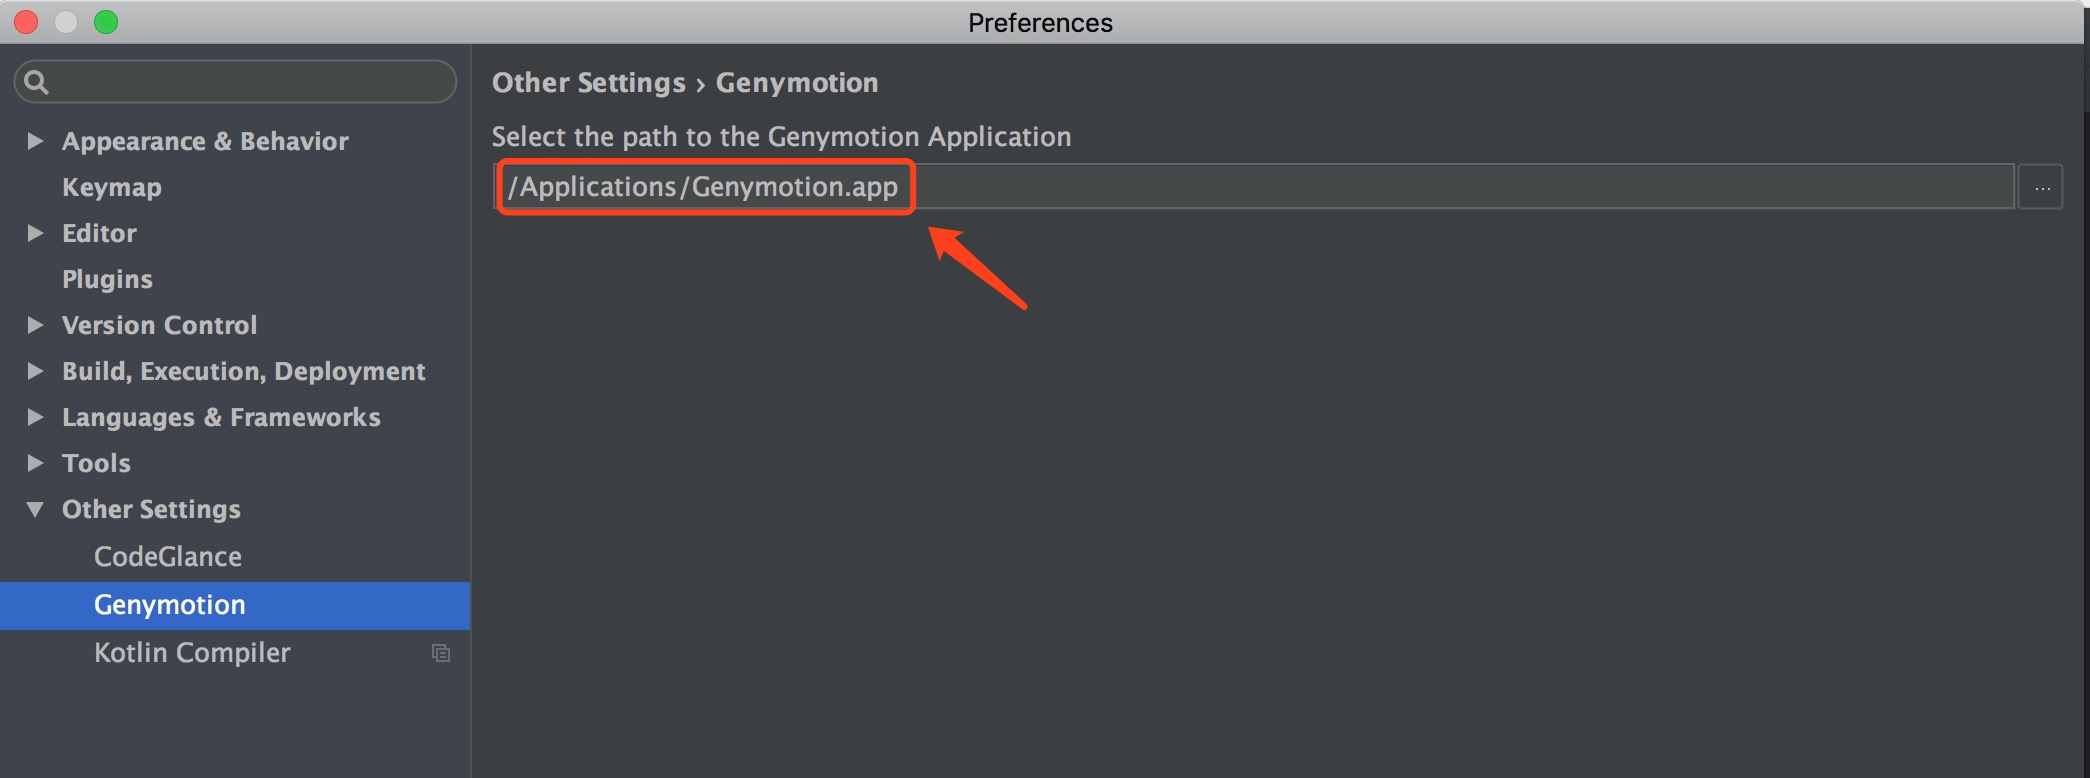 Preferences
Appearance & Behavior
Keymap
Editor
Plugins
Version Control
Build, Execution, Deployment
Languages & Frameworks
Tools
Other Settings
CodeGlance
Genymotion
Kotlin Compiler
Other Settings › Genymotion
Select the path to the Genymotion Application
/Applications/Genymotion.app
...